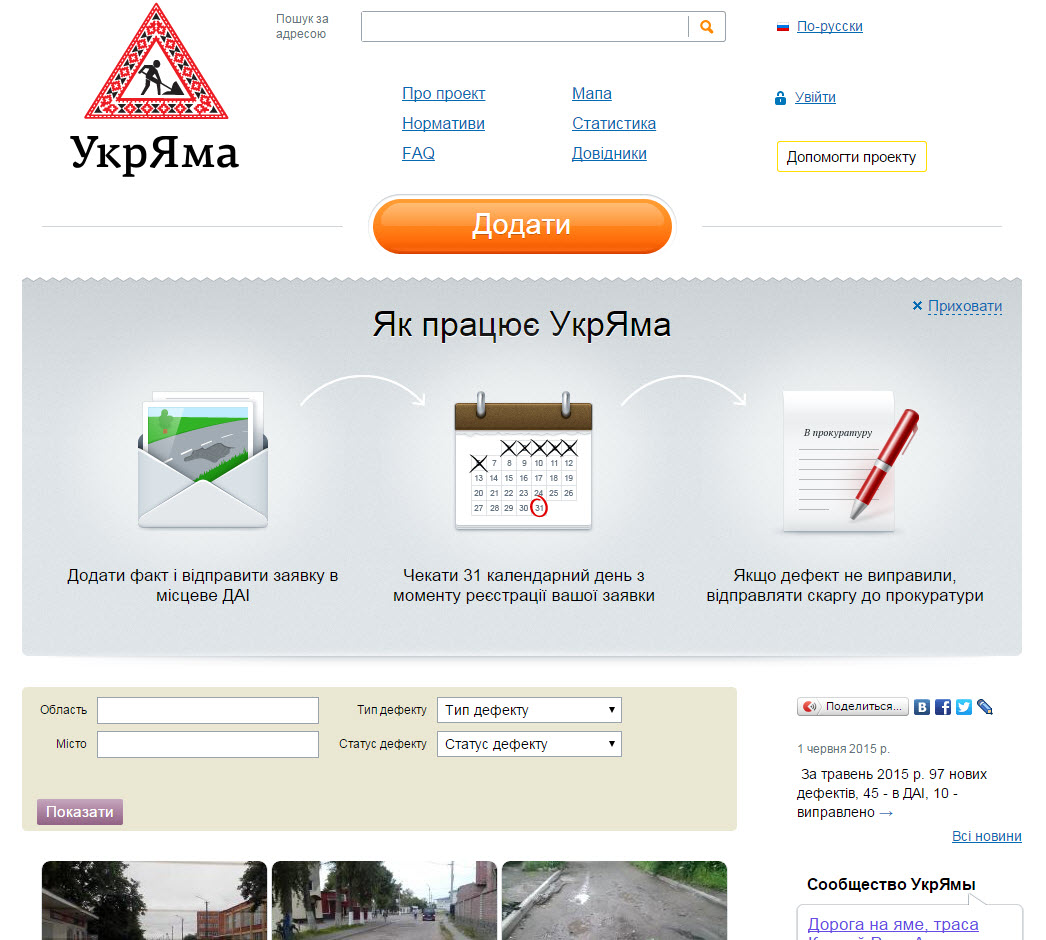 УкрЯма
Пошук за
адресою
По-русски
Про проект
Нормативи
FAQ
Мапа
Статистика
Довідники
Увійти
Допомогти проекту
Додати
Приховати
Як працює УкрЯма
7 8 9 10 11 12
13 14 15 16 17 18 19
20 21 22 23 24 25 26
27 28 29 30 31
В прокуратуру
Додати факт і відправити заявку в
місцеве ДАІ
Чекати 31 календарний день з
моменту реєстрації вашої заявки
Якщо дефект не виправили,
відправляти скаргу до прокуратури
Область
Тип дефекту Тип дефекту
Місто
Статус дефекту Статус дефекту
Показати
Поделиться...
1 червня 2015 р.
За травень 2015 р. 97 нових
дефектів, 45 - в ДАІ, 10 -
виправлено →
Всі новини
Сообщество УкрЯмы
Дорога на яме, траса